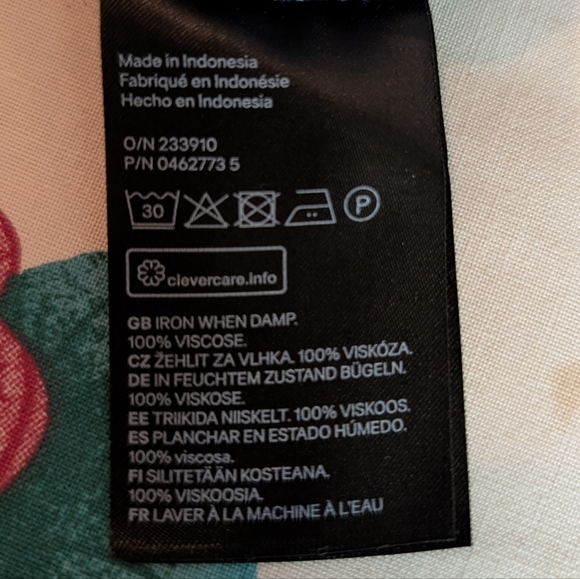 Made in Indonesia
Fabriqué en Indonésie
Hecho en Indonesia
O/N 233910
P/N 0462773 5
30
P
clevercare.info
GB IRON WHEN DAMP.
100% VISCOSE.
CZ ŽEHLIT ZA VLHKA. 100% VISKÓZA.
DE IN FEUCHTEM ZUSTAND BÜGELN.
100% VISKOSE.
EE TRIIKIDA NIISKELT. 100% VISKOOS.
ES PLANCHAR EN ESTADO HÚMEDO.
100% viscosa.
FI SILITETÄÄN KOSTEANA.
100% VISKOOSIA.
FR LAVER À LA MACHINE À L'EAU